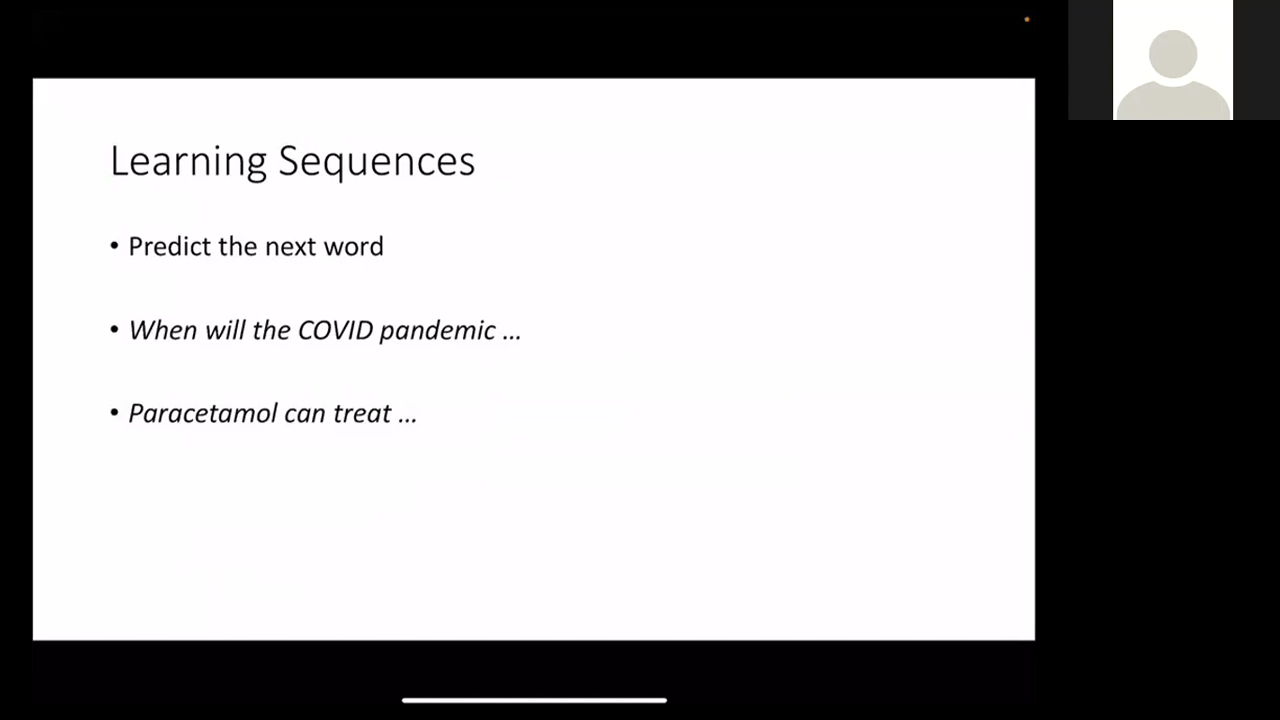 Learning Sequences
• Predict the next word
• When will the COVID pandemic ...
• Paracetamol can treat ...